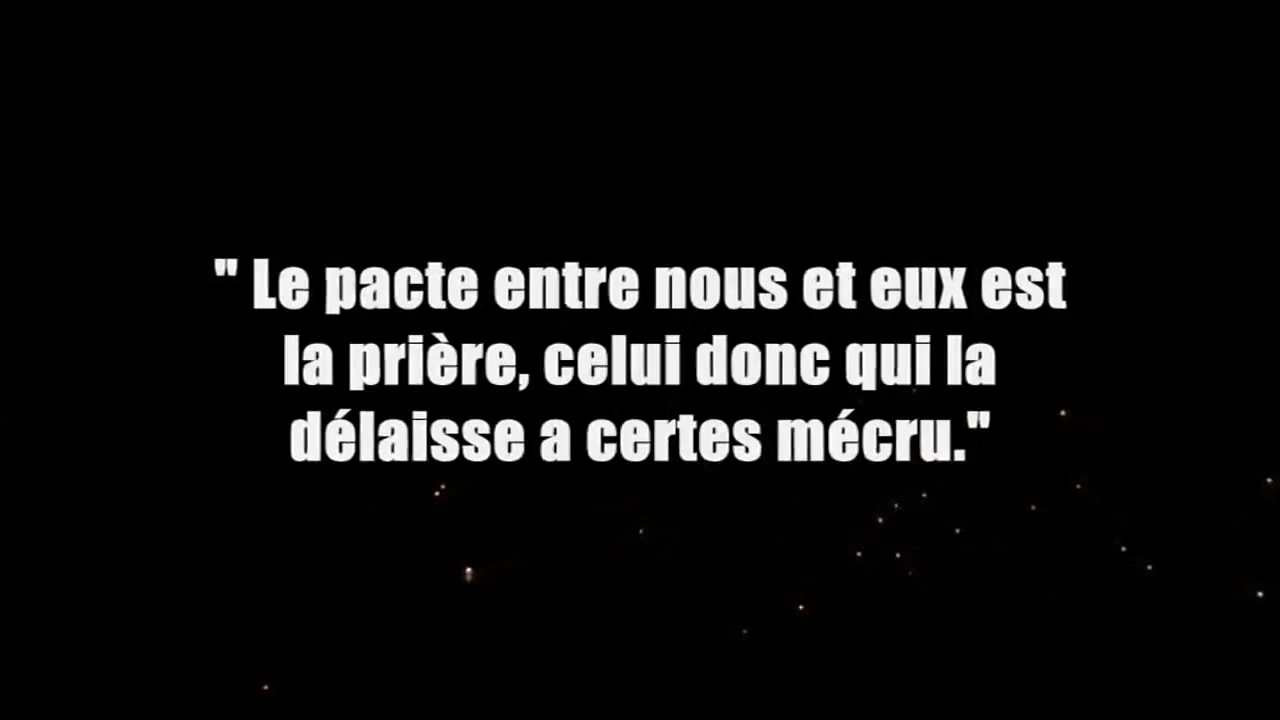 " Le pacte entre nous et eux est
la prière, celui donc qui la
délaisse a certes mécru."